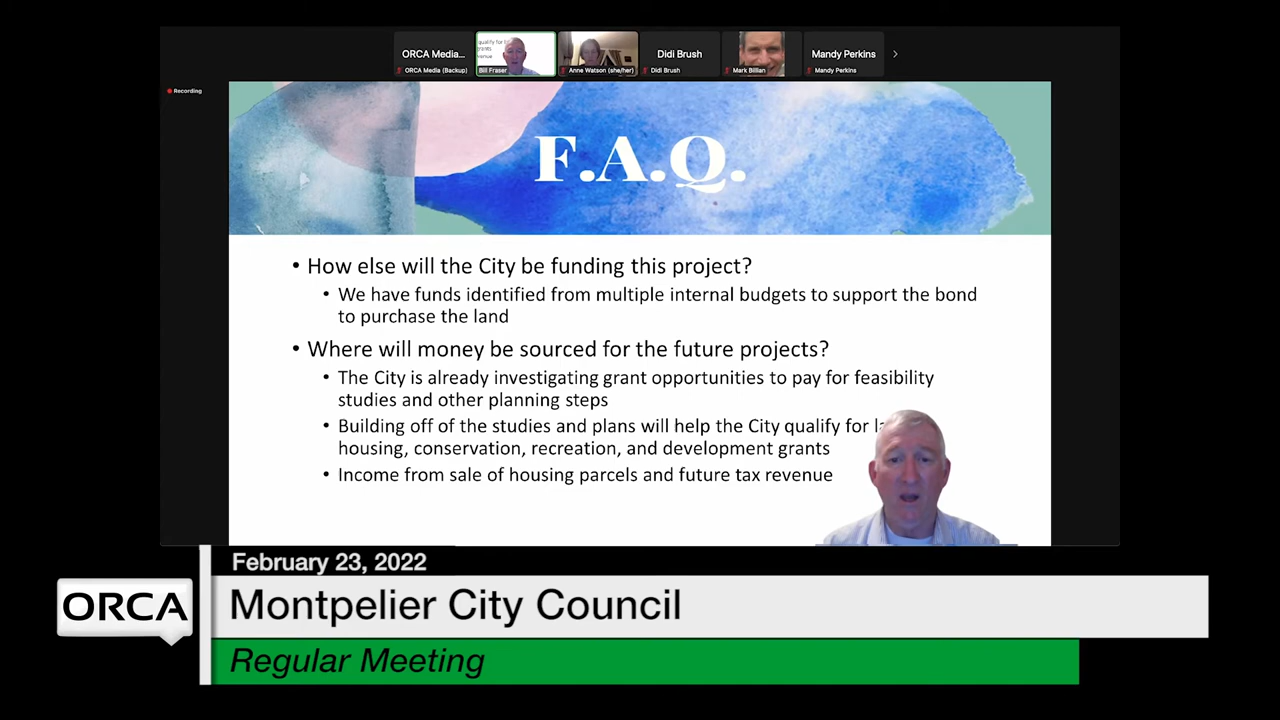 ORCA Media...
Didi Brush
Mandy Perkins
ORCA Media (Backup)
Bill Fraser
Anne Watson (she/her)
Didi Brush
Mark Billian
Mandy Perkins
Recording
F.A.Q.
• How else will the City be funding this project?
• We have funds identified from multiple internal budgets to support the bond
to purchase the land
• Where will money be sourced for the future projects?
• The City is already investigating grant opportunities to pay for feasibility
studies and other planning steps
• Building off of the studies and plans will help the City qualify for
housing, conservation, recreation, and development grants
• Income from sale of housing parcels and future tax revenue
February 23, 2022
ORCA
Montpelier City Council
Regular Meeting